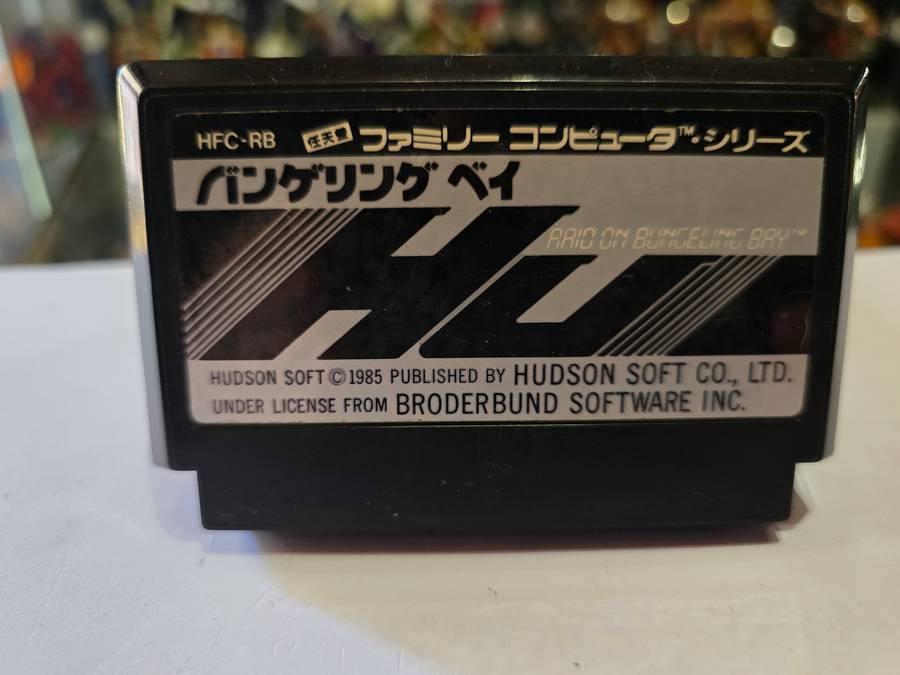 HFC-RB 任天堂 ファミリー コンピュータ™・シリーズ
バンゲリング ベイ
HU
RAID ON BUNGELING BAY™
HUDSON SOFT © 1985 PUBLISHED BY HUDSON SOFT CO., LTD.
UNDER LICENSE FROM BRODERBUND SOFTWARE INC.